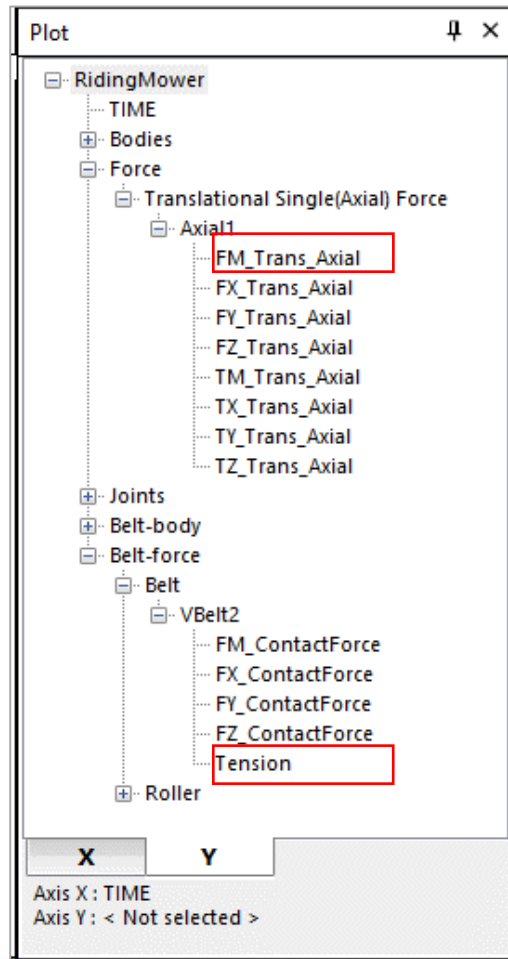 Plot
RidingMower
TIME
Bodies
Force
Translational Single(Axial) Force
Axial1
FM_Trans_Axial
FX_Trans_Axial
FY_Trans_Axial
FZ_Trans_Axial
TM_Trans_Axial
TX_Trans_Axial
TY_Trans_Axial
TZ_Trans_Axial
Joints
Belt-body
Belt-force
Belt
VBelt2
FM_ContactForce
FX_ContactForce
FY_ContactForce
FZ_ContactForce
Tension
Roller
X Y
Axis X : TIME
Axis Y : < Not selected >